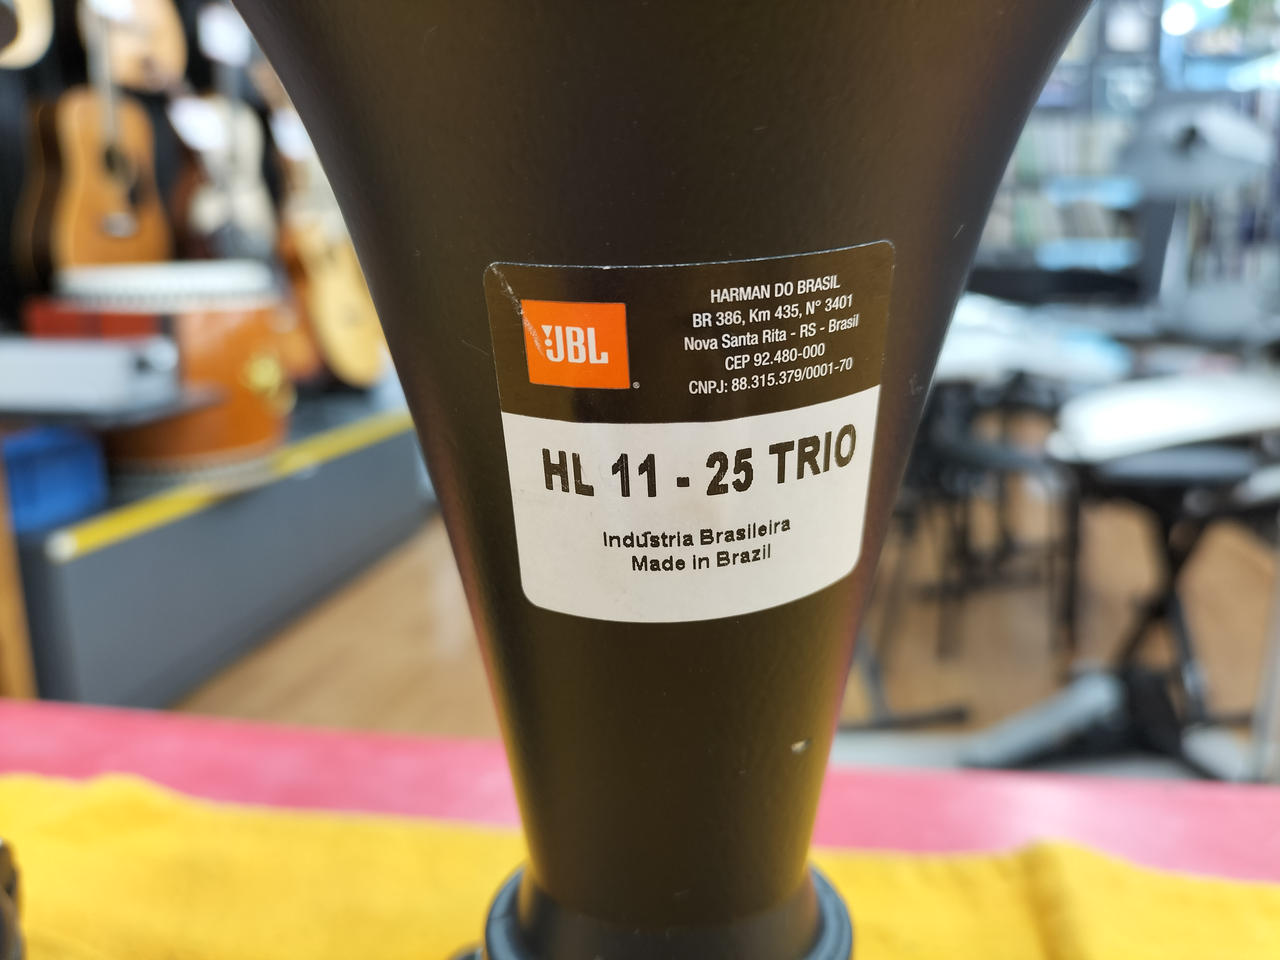 JBL
HARMAN DO BRASIL
BR 386, Km 435, N° 3401
Nova Santa Rita - RS - Brasil
CEP 92.480-000
CNPJ: 88.315.379/0001-70
HL 11 - 25 TRIO
Indústria Brasileira
Made in Brazil